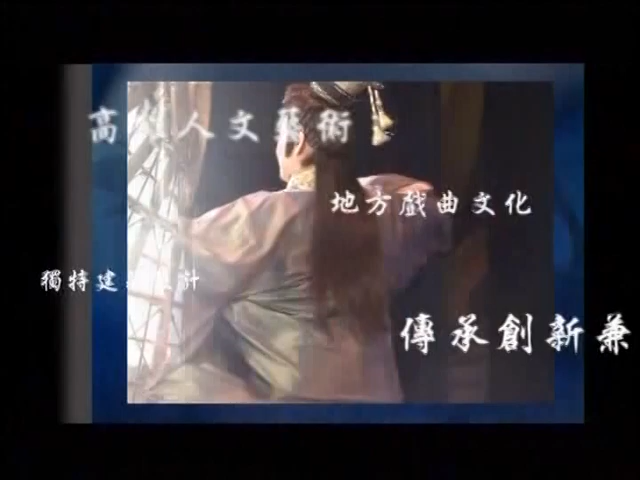 高 人文藝術
地方戲曲文化
獨特建 計
傳承創新兼